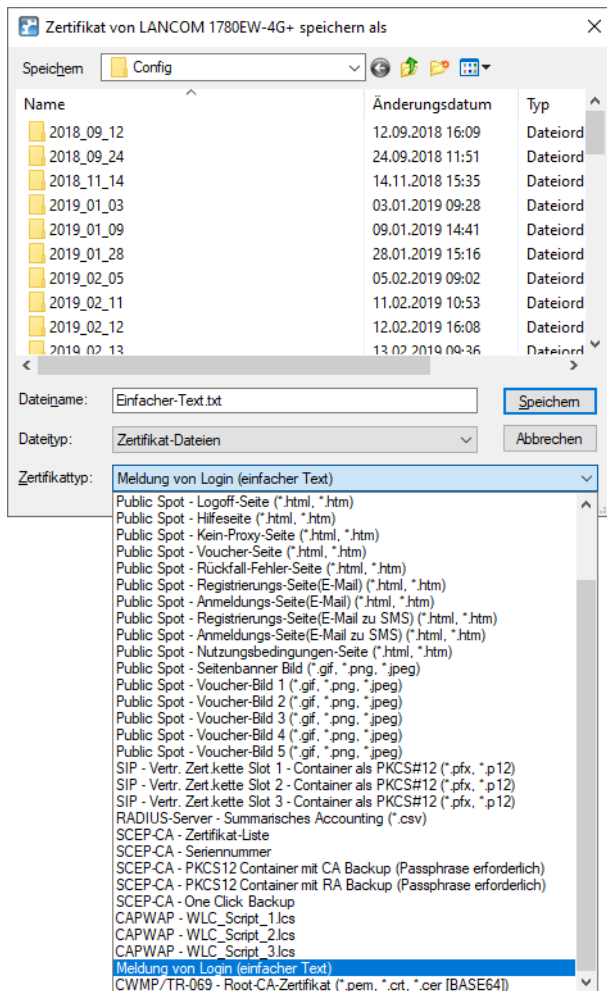 Zertifikat von LANCOM 1780EW-4G+ speichern als
Speichern Config
Name Änderungsdatum Typ
2018_09_12 12.09.2018 16:09 Dateiord
2018_09_24 24.09.2018 11:51 Dateiord
2018_11_14 14.11.2018 15:35 Dateiord
2019_01_03 03.01.2019 09:28 Dateiord
2019_01_09 09.01.2019 14:41 Dateiord
2019_01_28 28.01.2019 15:16 Dateiord
2019_02_05 05.02.2019 09:02 Dateiord
2019_02_11 11.02.2019 10:53 Dateiord
2019_02_12 12.02.2019 16:08 Dateiord
2019_02_13 13.02.2019 09:36 Dateiord
Dateiname: Einfacher-Text.txt Speichern
Dateityp: Zertifikat-Dateien Abbrechen
Zertifikattyp: Meldung von Login (einfacher Text)
Public Spot - Logoff-Seite (*.html, *.htm)
Public Spot - Hilfeseite (*.html, *.htm)
Public Spot - Kein-Proxy-Seite (*.html, *.htm)
Public Spot - Voucher-Seite (*.html, *.htm)
Public Spot - Rückfall-Fehler-Seite (*.html, *.htm)
Public Spot - Registrierungs-Seite(E-Mail) (*.html, *.htm)
Public Spot - Anmeldungs-Seite(E-Mail) (*.html, *.htm)
Public Spot - Registrierungs-Seite(E-Mail zu SMS) (*.html, *.htm)
Public Spot - Anmeldungs-Seite(E-Mail zu SMS) (*.html, *.htm)
Public Spot - Nutzungsbedingungen-Seite (*.html, *.htm)
Public Spot - Seitenbanner Bild (*.gif, *.png, *.jpeg)
Public Spot - Voucher-Bild 1 (*.gif, *.png, *.jpeg)
Public Spot - Voucher-Bild 2 (*.gif, *.png, *.jpeg)
Public Spot - Voucher-Bild 3 (*.gif, *.png, *.jpeg)
Public Spot - Voucher-Bild 4 (*.gif, *.png, *.jpeg)
Public Spot - Voucher-Bild 5 (*.gif, *.png, *.jpeg)
SIP - Vertr. Zert.kette Slot 1 - Container als PKCS#12 (*.pfx, *.p12)
SIP - Vertr. Zert.kette Slot 2 - Container als PKCS#12 (*.pfx, *.p12)
SIP - Vertr. Zert.kette Slot 3 - Container als PKCS#12 (*.pfx, *.p12)
RADIUS-Server - Summarisches Accounting (*.csv)
SCEP-CA - Zertifikat-Liste
SCEP-CA - Seriennummer
SCEP-CA - PKCS12 Container mit CA Backup (Passphrase erforderlich)
SCEP-CA - PKCS12 Container mit RA Backup (Passphrase erforderlich)
SCEP-CA - One Click Backup
CAPWAP - WLC_Script_1.lcs
CAPWAP - WLC_Script_2.lcs
CAPWAP - WLC_Script_3.lcs
Meldung von Login (einfacher Text)
CWMP/TR-069 - Root-CA-Zertifikat (*.pem, *.crt, *.cer [BASE64])